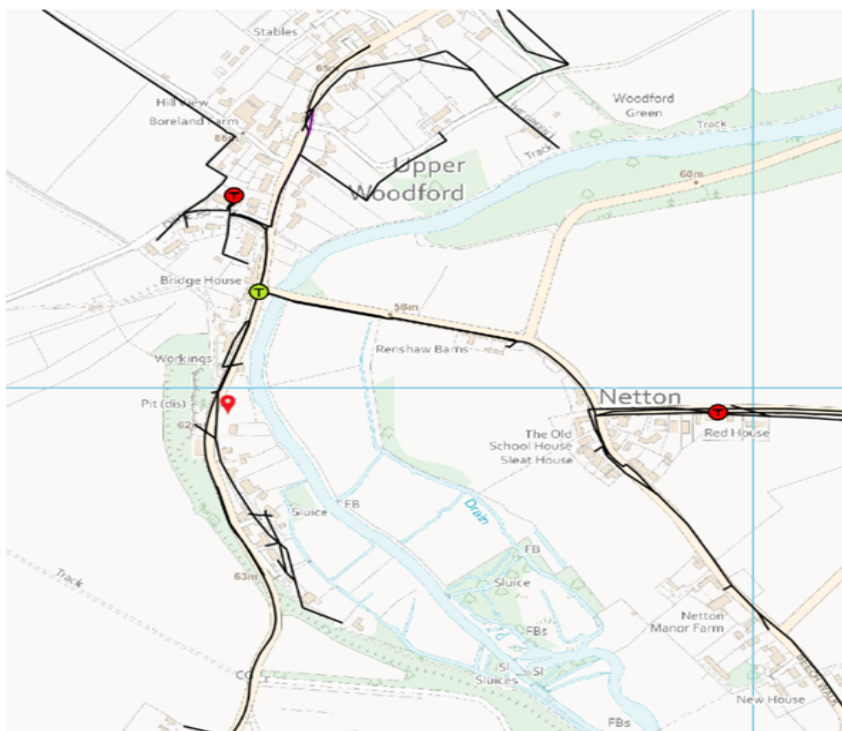 Stables
65m
Hill View
Boreland Farm
66m
Woodford
Green
Track
Track
Upper
Woodford
60m
T
T
Bridge House
58m
Renshaw Barns
Workings
Netton
Pit (dis)
T
62
The Old
School House
Sleat House
Red House
FB
Sluice
Drain
FB
63m
Sluice
Track
FBs
Netton
Manor Farm
Sl
Sluices
Sl
New House
FBs